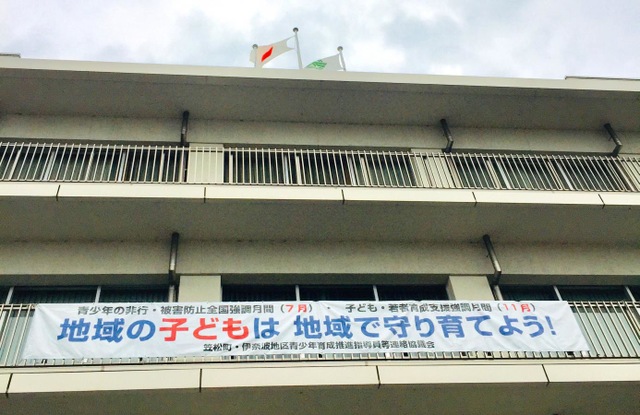 青少年の非行・被害防止全国強調月間(7月)・ 子ども・若者育成支援強調月間(11月)
地域の子どもは 地域で守り育てよう!
笠松町・伊奈波地区青少年育成推進指導員等連絡協議会